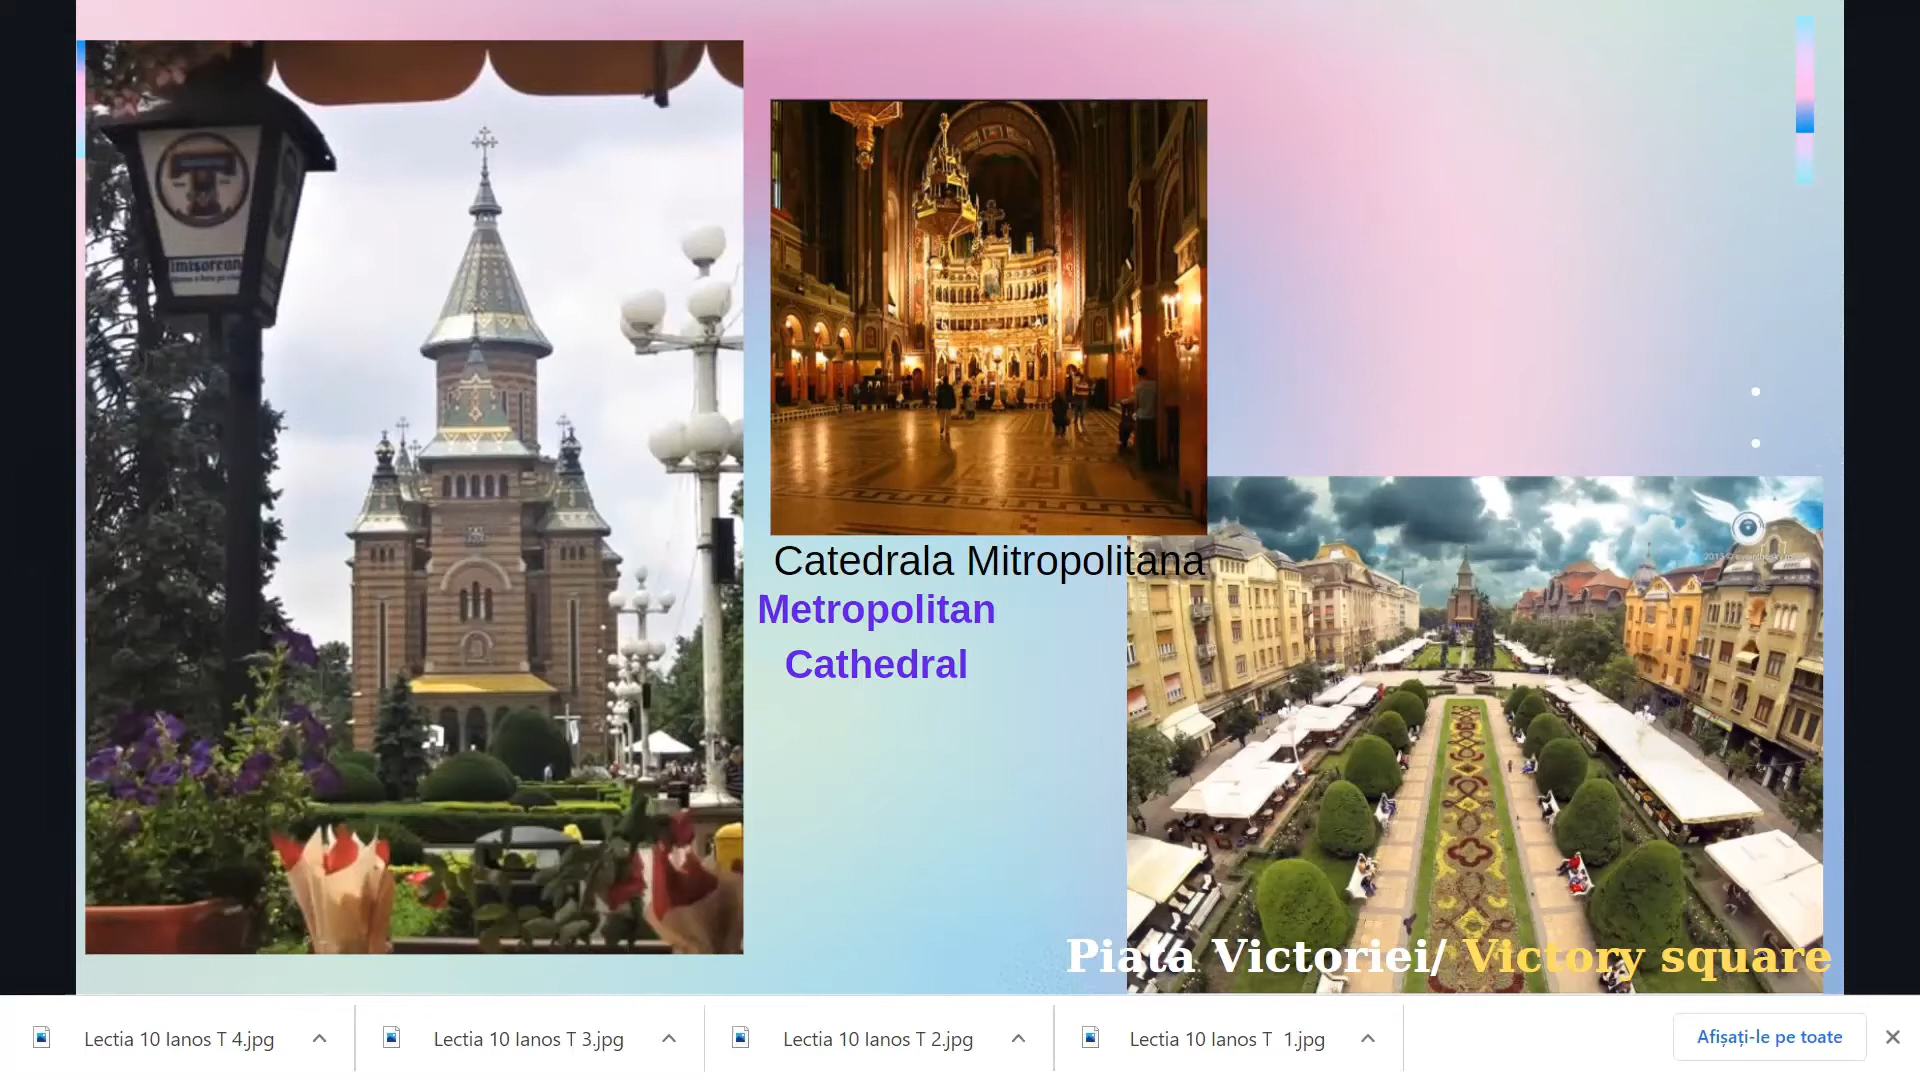 imisorean
Catedrala Mitropolitana
Metropolitan
Cathedral
Piata Victoriei/ Victory square
Lectia 10 Ianos T 4.jpg
Lectia 10 Ianos T 3.jpg
Lectia 10 Ianos T 2.jpg
Lectia 10 Ianos T 1.jpg
Afișați-le pe toate